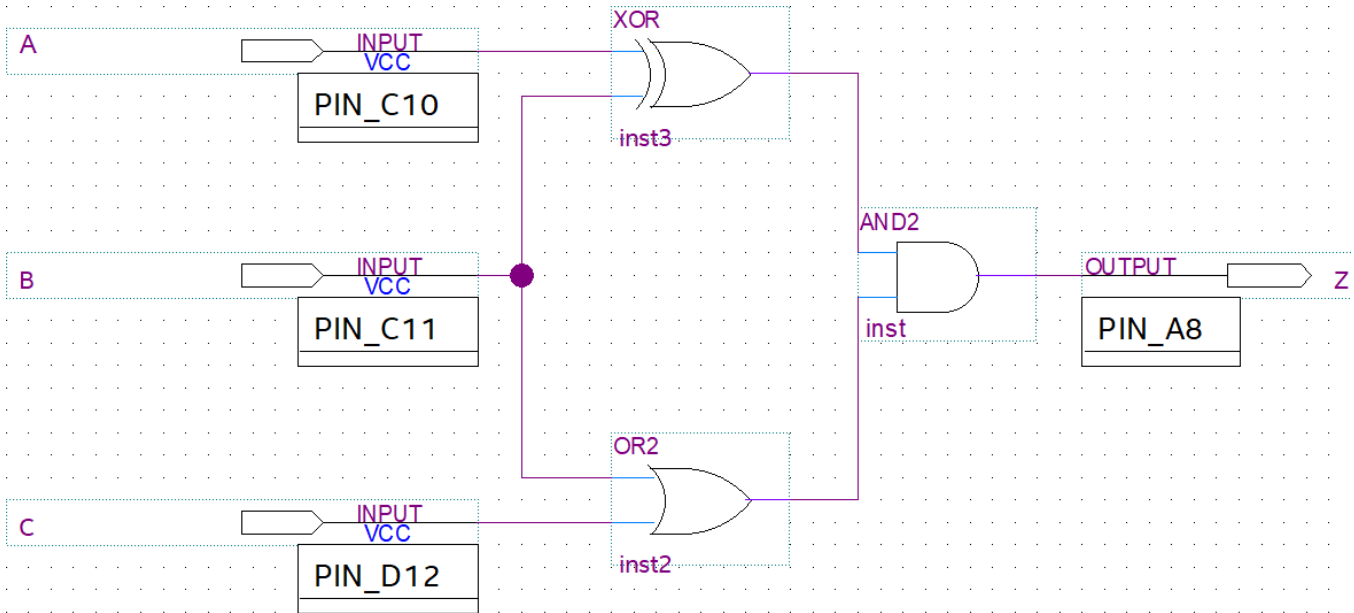 XOR
A
INPUT
VCC
PIN_C10
inst3
AND2
B
INPUT
VCC
OUTPUT
Z
PIN_C11
inst
PIN_A8
OR2
C
INPUT
VCC
inst2
PIN_D12